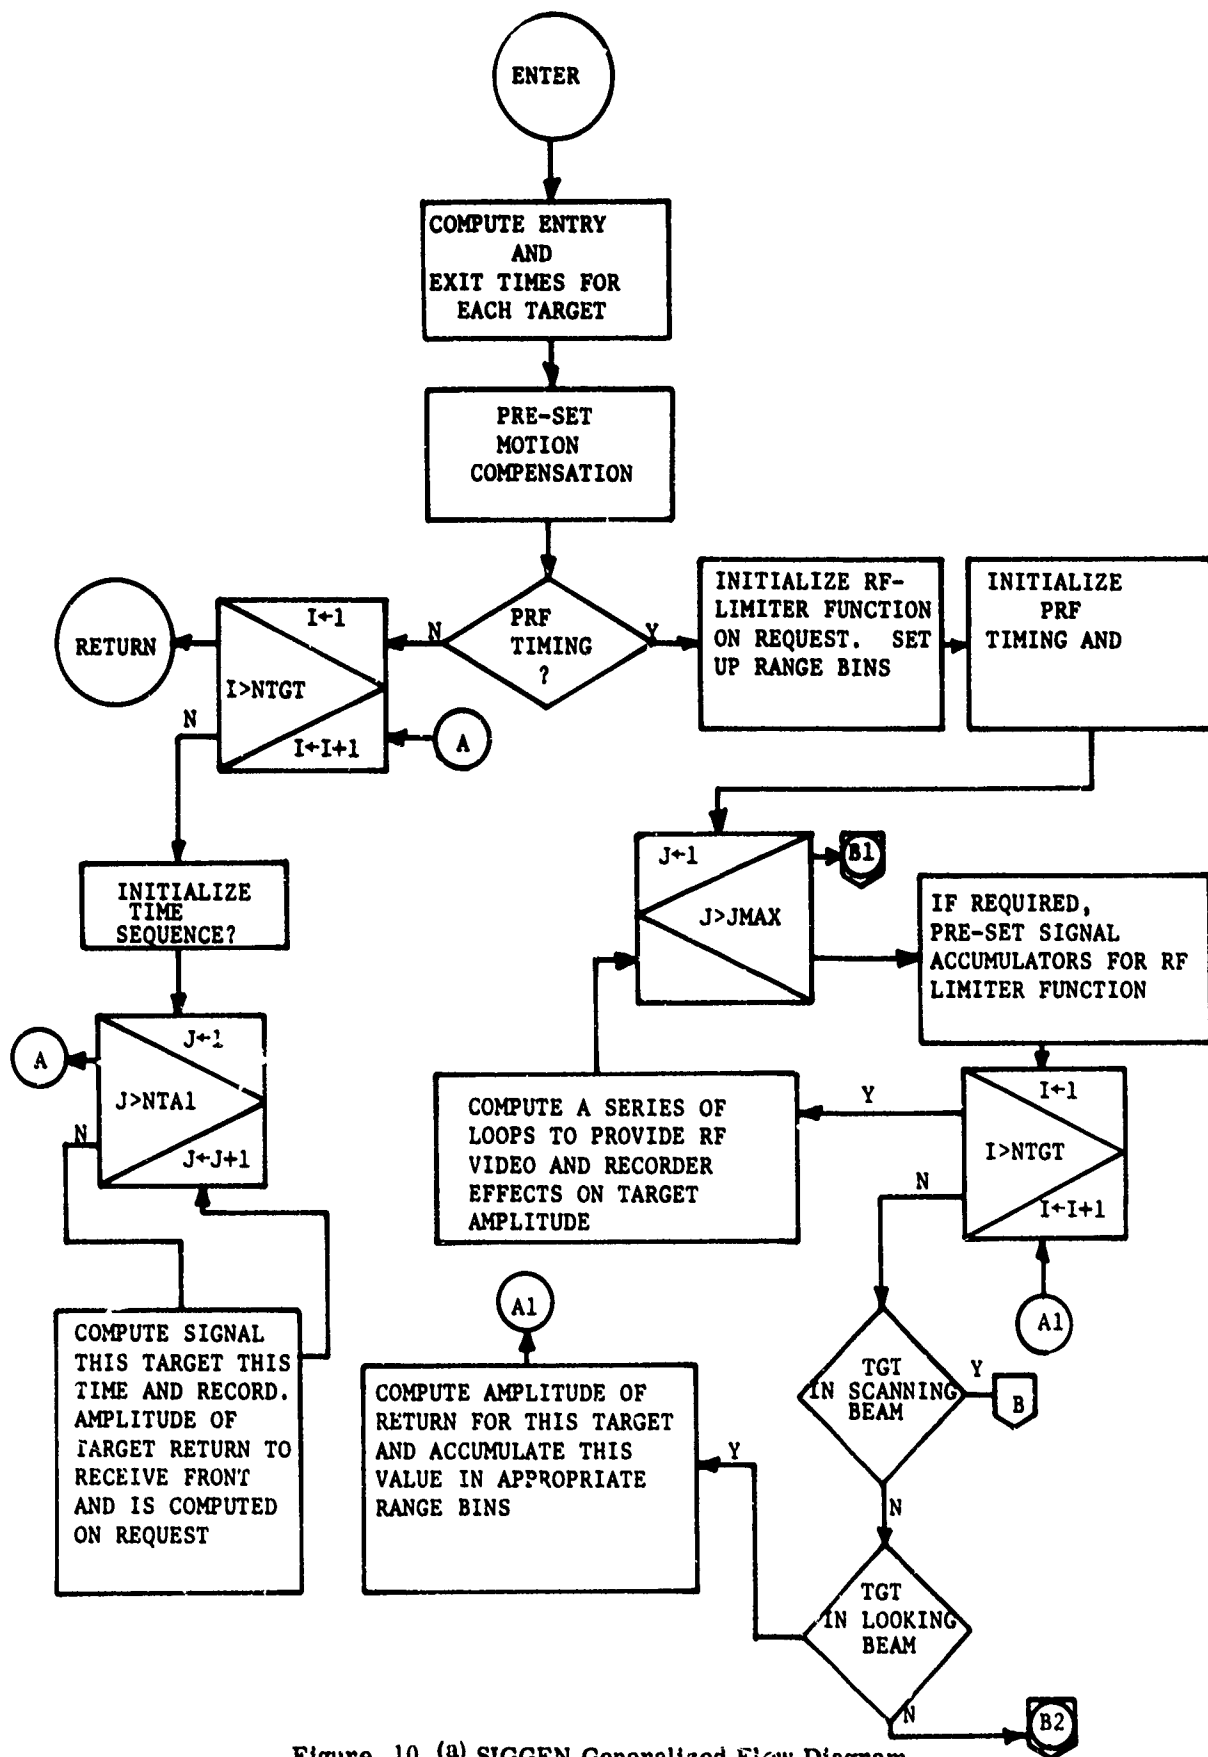 ENTER
COMPUTE ENTRY
AND
EXIT TIMES FOR
EACH TARGET
PRE-SET
MOTION
COMPENSATION
PRF
TIMING
?
N
Y
INITIALIZE RF-
LIMITER FUNCTION
ON REQUEST. SET
UP RANGE BINS
INITIALIZE
PRF
TIMING AND
RETURN
I←1
I>NTGT
I←I+1
N
A
INITIALIZE
TIME
SEQUENCE?
A
J←1
J>NTA1
J←J+1
N
COMPUTE SIGNAL
THIS TARGET THIS
TIME AND RECORD.
AMPLITUDE OF
TARGET RETURN TO
RECEIVE FRONT
AND IS COMPUTED
ON REQUEST
J←1
J>JMAX
B1
IF REQUIRED,
PRE-SET SIGNAL
ACCUMULATORS FOR RF
LIMITER FUNCTION
I←1
I>NTGT
I←I+1
Y
N
A1
COMPUTE A SERIES OF
LOOPS TO PROVIDE RF
VIDEO AND RECORDER
EFFECTS ON TARGET
AMPLITUDE
TGT
IN SCANNING
BEAM
Y
B
N
TGT
IN LOOKING
BEAM
Y
N
B2
A1
COMPUTE AMPLITUDE OF
RETURN FOR THIS TARGET
AND ACCUMULATE THIS
VALUE IN APPROPRIATE
RANGE BINS
Figure 10 (a) SIGGEN Generalized Flow Diagram